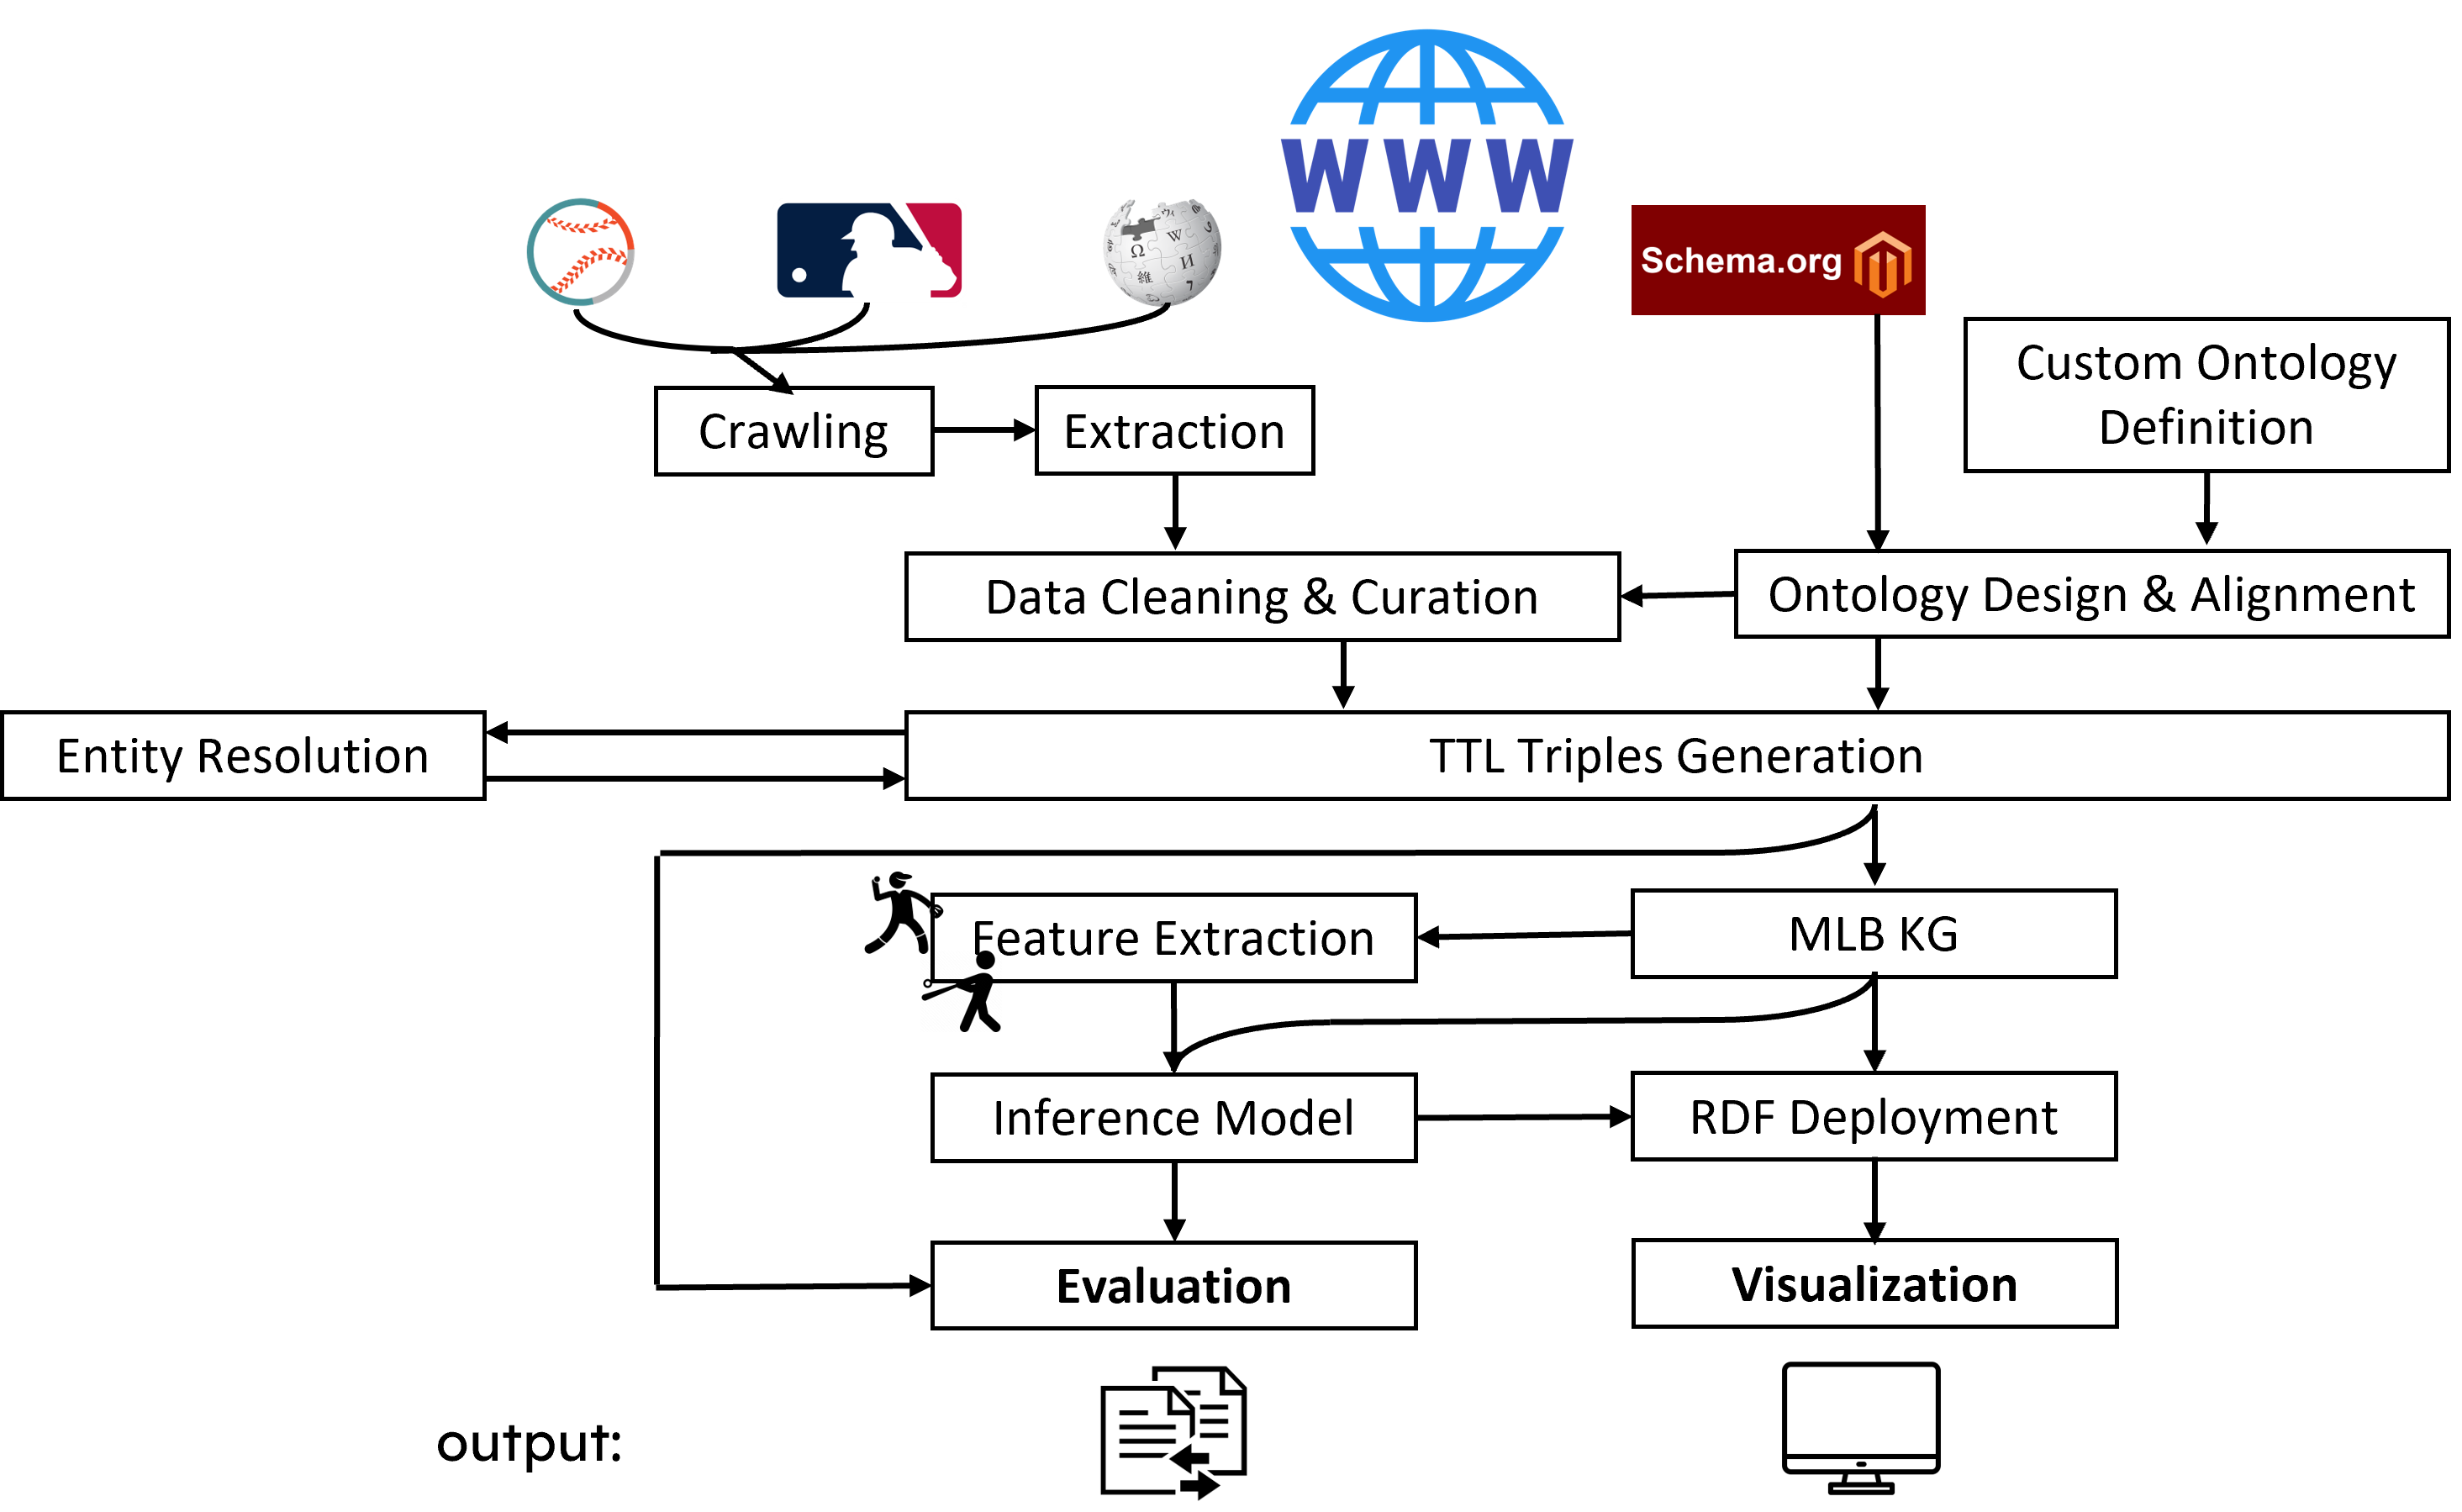 WWW
Schema.org
Custom Ontology
Definition
Crawling
Extraction
Data Cleaning & Curation
Ontology Design & Alignment
Entity Resolution
TTL Triples Generation
Feature Extraction
MLB KG
Inference Model
RDF Deployment
Evaluation
Visualization
output: